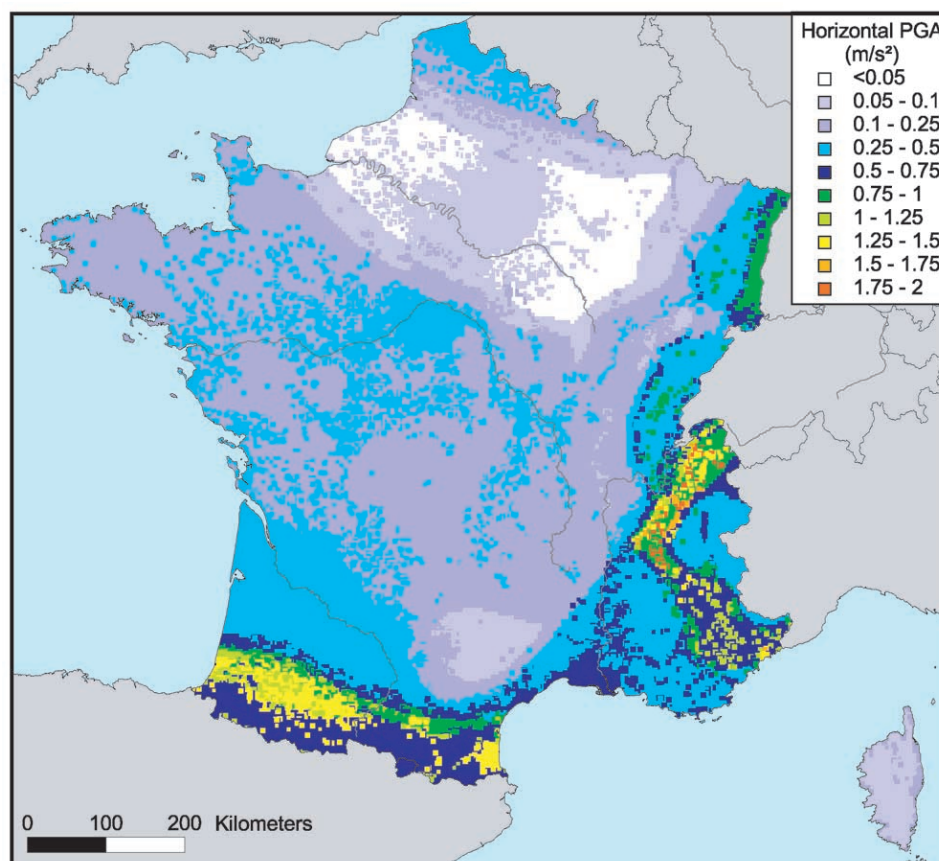 Horizontal PGA
(m/s²)
<0.05
0.05 - 0.1
0.1 - 0.25
0.25 - 0.5
0.5 - 0.75
0.75 - 1
1 - 1.25
1.25 - 1.5
1.5 - 1.75
1.75 - 2
0 100 200 Kilometers